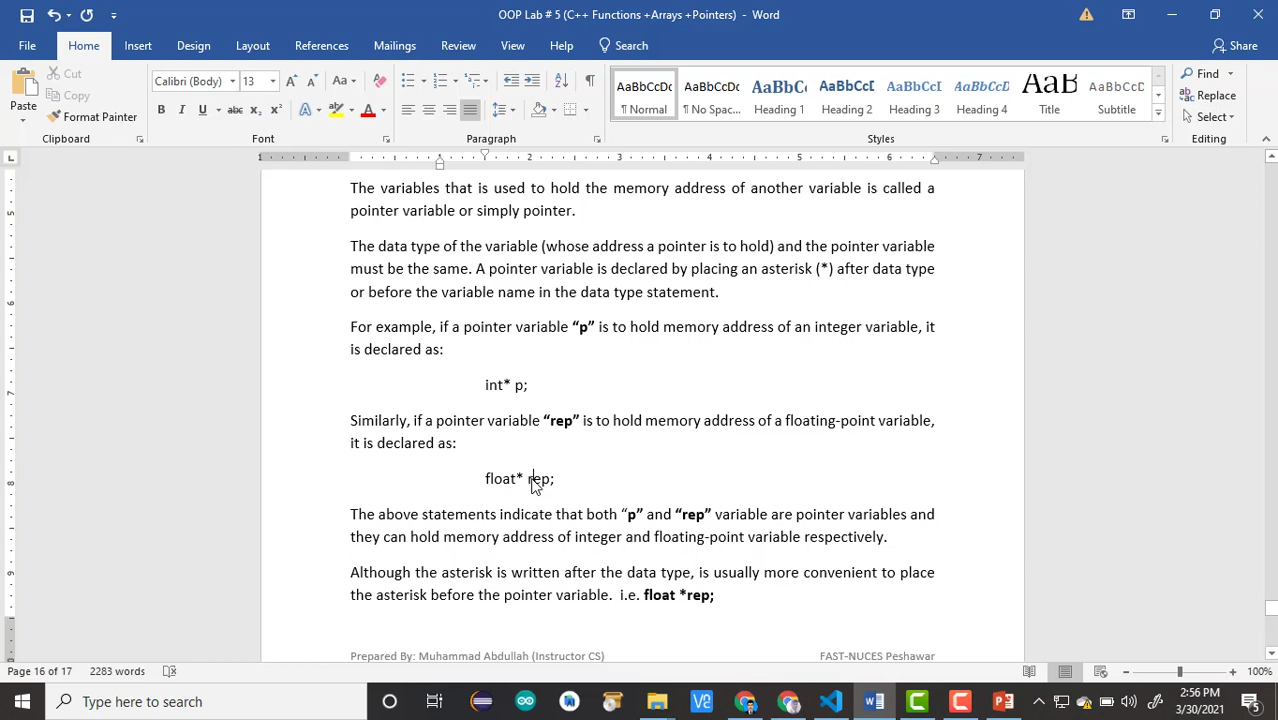 OOP Lab # 5 (C++ Functions +Arrays +Pointers) - Word
File Home Insert Design Layout References Mailings Review View Help Search Share
Paste
Cut
Copy
Format Painter
Clipboard
Calibri (Body) 13
Font
Paragraph
AaBbCcDc AaBbCcDc AaBbCc AaBbCcD AaBbCcD AaBbCcD AaB AaBbCcD
¶ Normal ¶ No Spac... Heading 1 Heading 2 Heading 3 Heading 4 Title Subtitle
Styles
Find
Replace
Select
Editing
1 1 2 3 4 5 6 7
The variables that is used to hold the memory address of another variable is called a
pointer variable or simply pointer.
The data type of the variable (whose address a pointer is to hold) and the pointer variable
must be the same. A pointer variable is declared by placing an asterisk (*) after data type
or before the variable name in the data type statement.
For example, if a pointer variable “p” is to hold memory address of an integer variable, it
is declared as:
int* p;
Similarly, if a pointer variable “rep” is to hold memory address of a floating-point variable,
it is declared as:
float* rep;
The above statements indicate that both “p” and “rep” variable are pointer variables and
they can hold memory address of integer and floating-point variable respectively.
Although the asterisk is written after the data type, is usually more convenient to place
the asterisk before the pointer variable.  i.e. float *rep;
Prepared By: Muhammad Abdullah (Instructor CS) FAST-NUCES Peshawar
Page 16 of 17 2283 words 100%
Type here to search
2:56 PM
3/30/2021
5